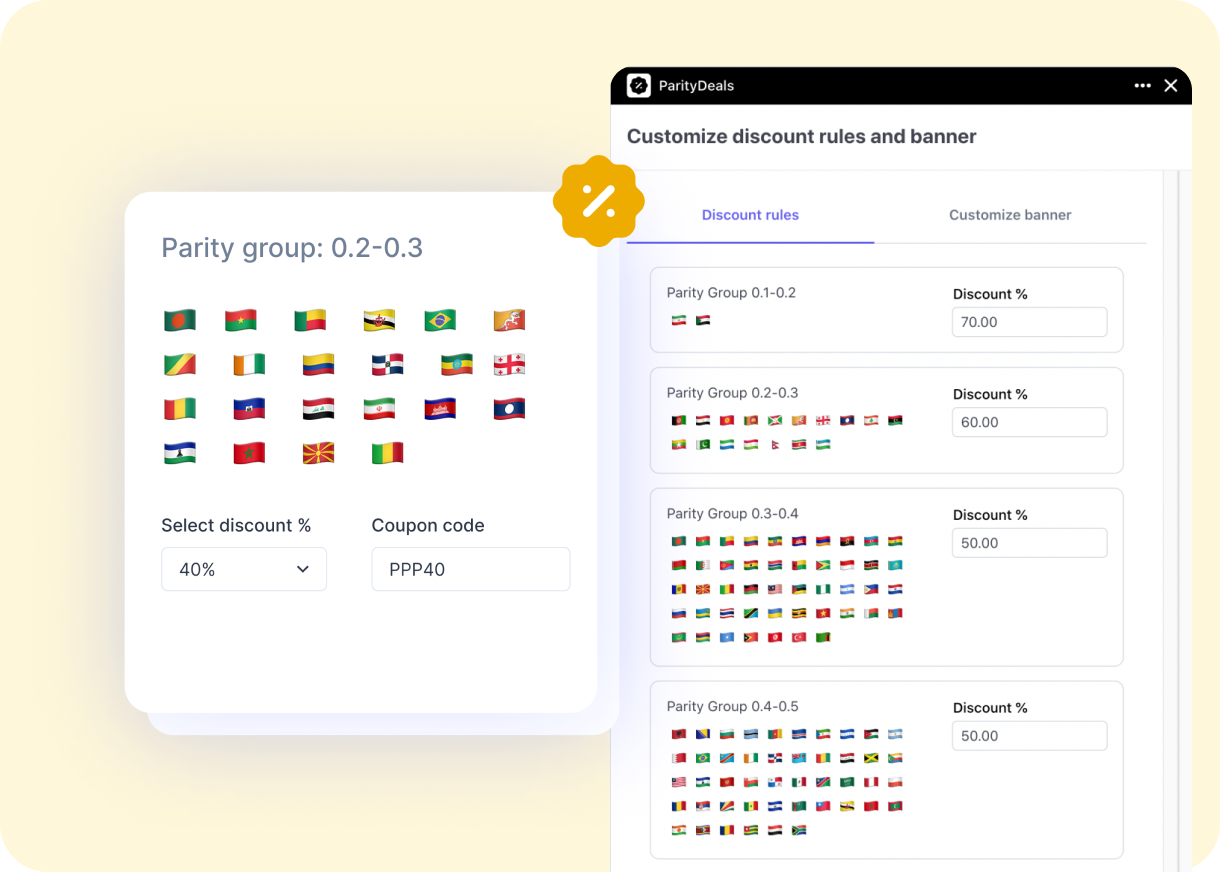 ParityDeals
Customize discount rules and banner
Discount rules
Customize banner
Parity group: 0.2-0.3
Select discount %
Coupon code
40%
PPP40
Parity Group 0.1-0.2
Discount %
70.00
Parity Group 0.2-0.3
Discount %
60.00
Parity Group 0.3-0.4
Discount %
50.00
Parity Group 0.4-0.5
Discount %
50.00